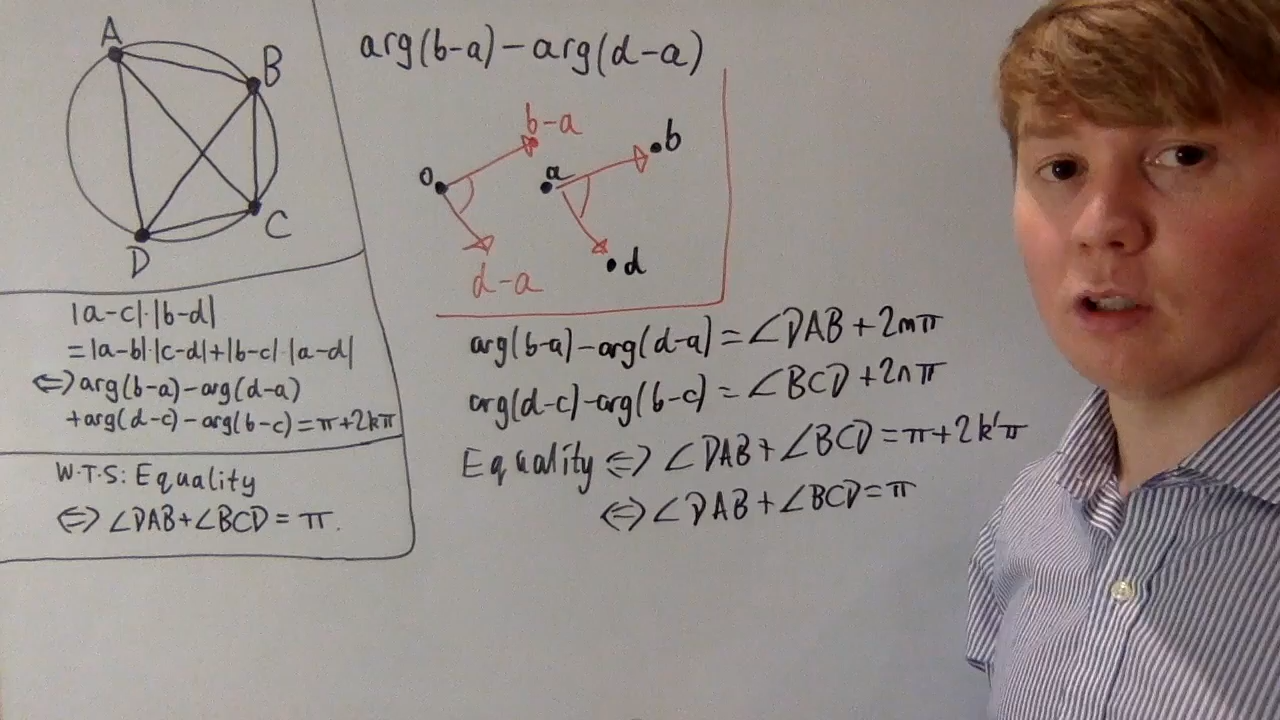 A
B
C
D
|a-c|·|b-d|
=|a-b|·|c-d|+|b-c|·|a-d|
⇔arg(b-a)-arg(d-a)
+arg(d-c)-arg(b-c)=π+2kπ
W.T.S: Equality
⇔ ∠DAB+∠BCD = π.
arg(b-a)-arg(d-a)
b-a
o
d-a
a
b
d
arg(b-a)-arg(d-a)=∠DAB+2mπ
arg(d-c)-arg(b-c)=∠BCD+2nπ
Equality ⇔ ∠DAB+∠BCD=π+2k'π
⇔ ∠DAB+∠BCD=π